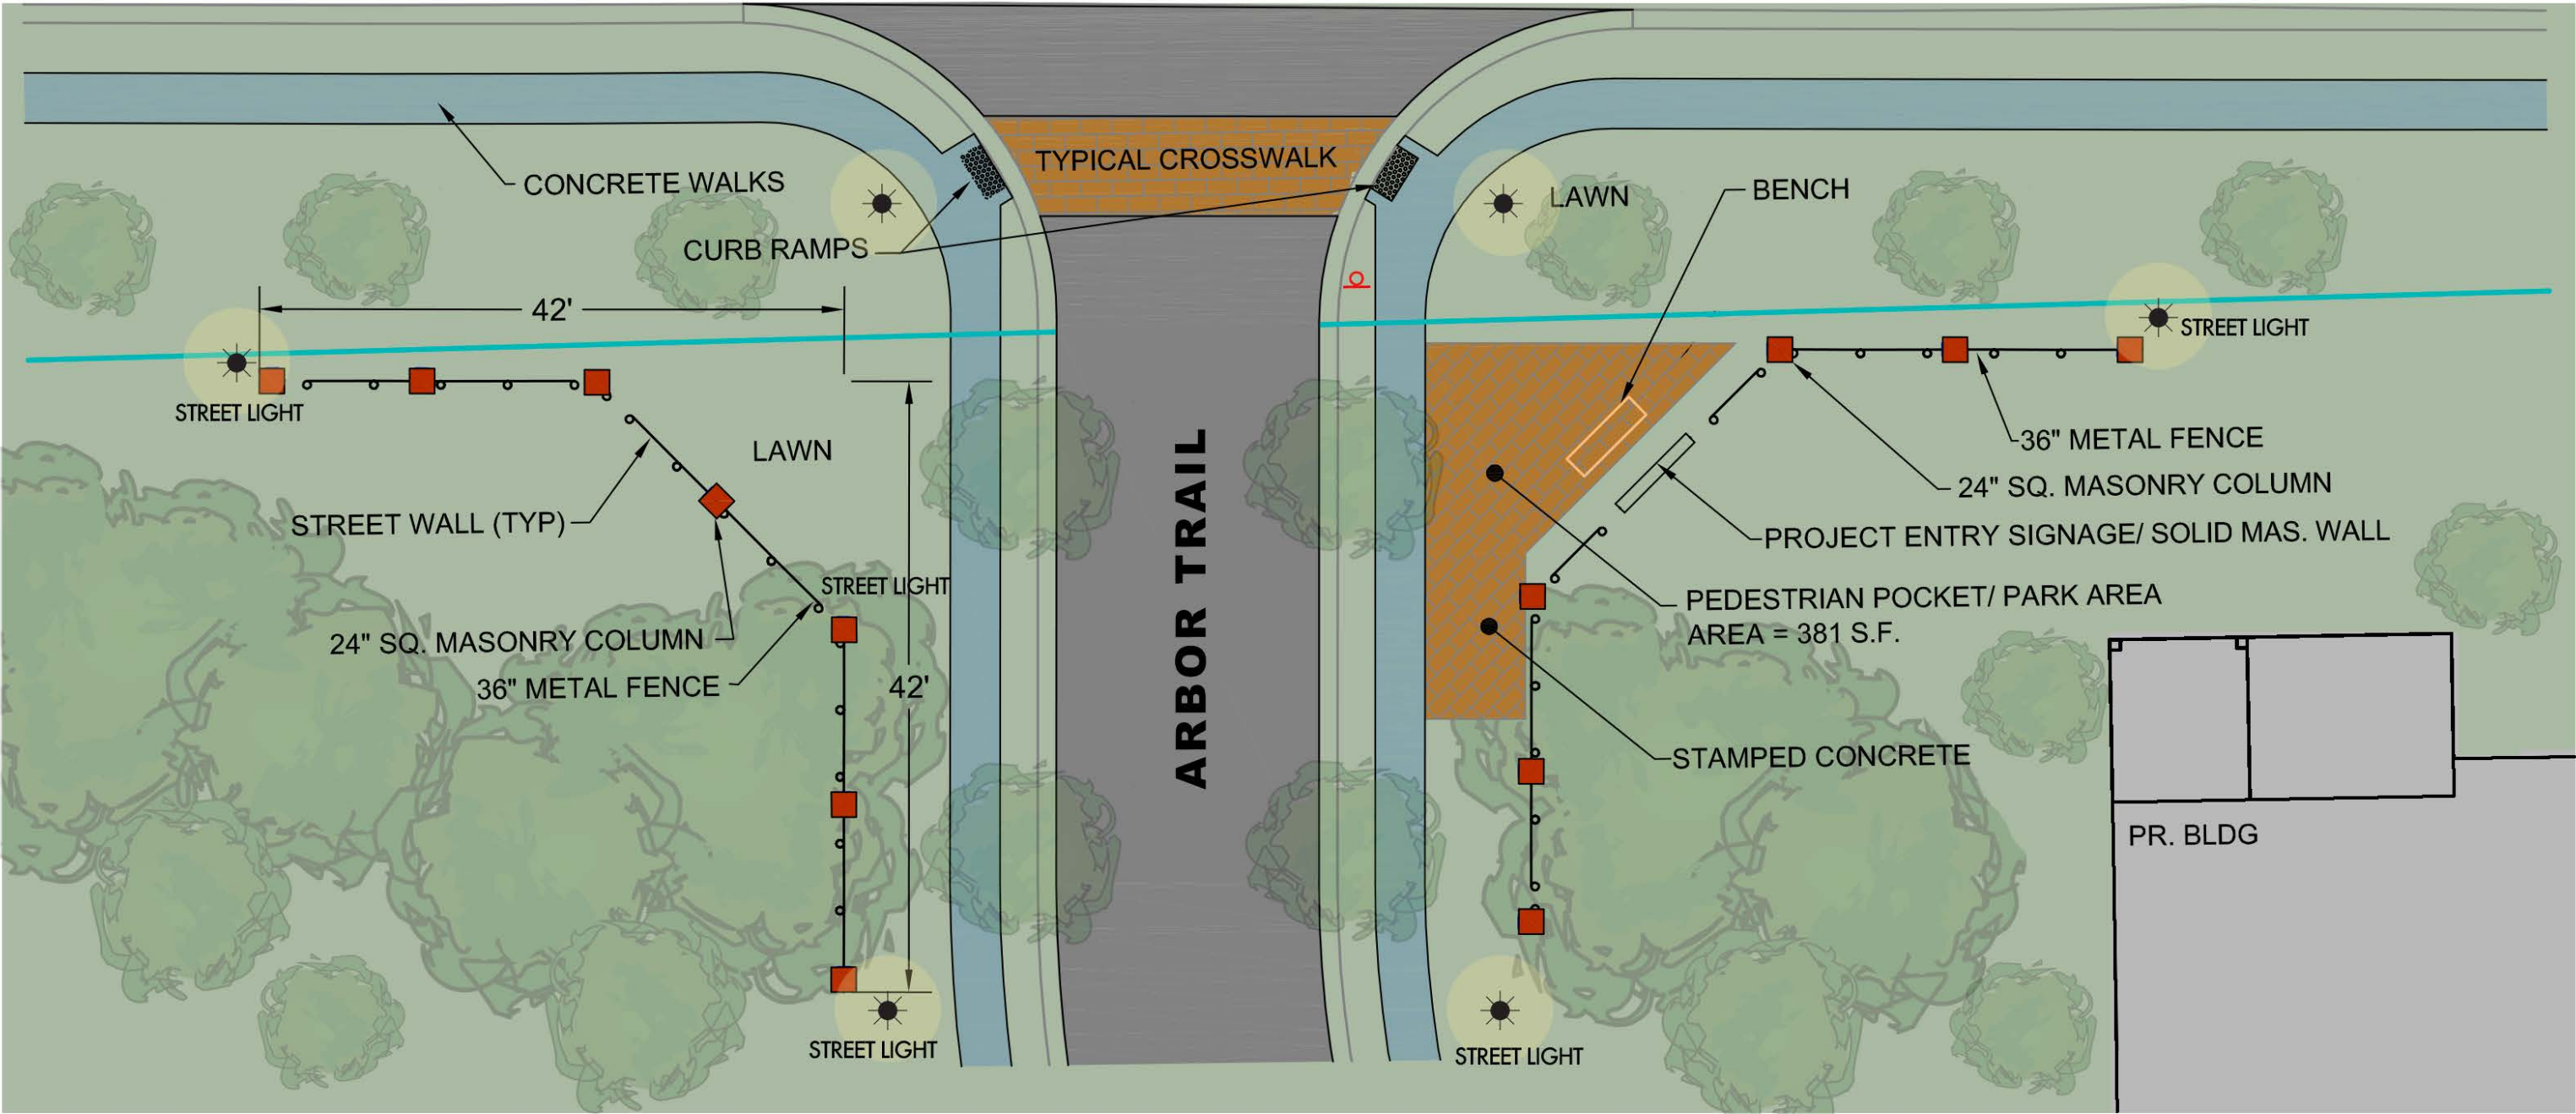 CONCRETE WALKS
TYPICAL CROSSWALK
CURB RAMPS
LAWN
BENCH
42'
STREET LIGHT
STREET LIGHT
LAWN
STREET WALL (TYP)
STREET LIGHT
24" SQ. MASONRY COLUMN
36" METAL FENCE
42'
STREET LIGHT
ARBOR TRAIL
36" METAL FENCE
24" SQ. MASONRY COLUMN
PROJECT ENTRY SIGNAGE/ SOLID MAS. WALL
PEDESTRIAN POCKET/ PARK AREA
AREA = 381 S.F.
STAMPED CONCRETE
PR. BLDG
STREET LIGHT